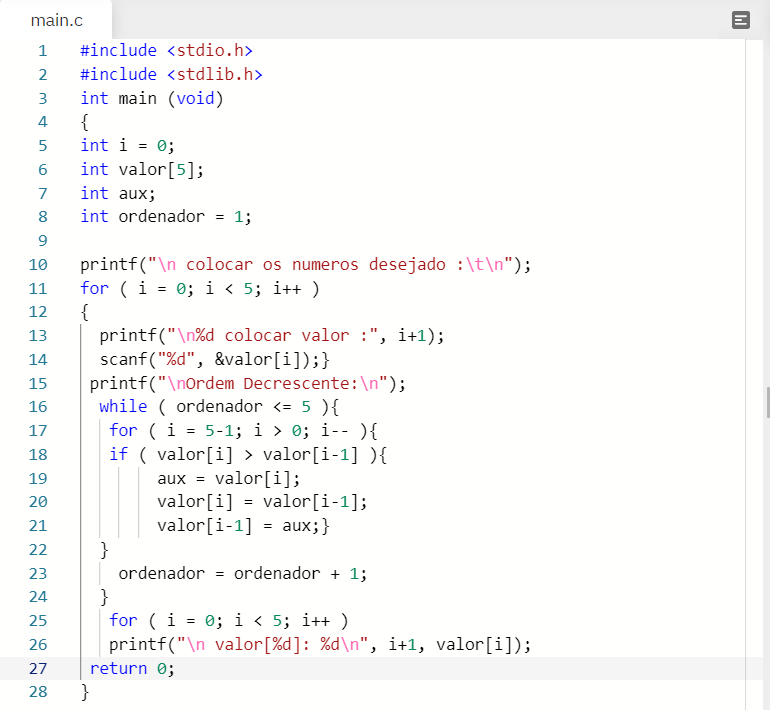 main.c
1 #include <stdio.h>
2 #include <stdlib.h>
3 int main (void)
4 {
5 int i = 0;
6 int valor[5];
7 int aux;
8 int ordenador = 1;
9
10 printf("\n colocar os numeros desejado :\t\n");
11 for ( i = 0; i < 5; i++ )
12 {
13 printf("\n%d colocar valor :", i+1);
14 scanf("%d", &valor[i]);}
15 printf("\nOrdem Decrescente:\n");
16 while ( ordenador <= 5 ){
17 for ( i = 5-1; i > 0; i-- ){
18 if ( valor[i] > valor[i-1] ){
19 aux = valor[i];
20 valor[i] = valor[i-1];
21 valor[i-1] = aux;}
22 }
23 ordenador = ordenador + 1;
24 }
25 for ( i = 0; i < 5; i++ )
26 printf("\n valor[%d]: %d\n", i+1, valor[i]);
27 return 0;
28 }